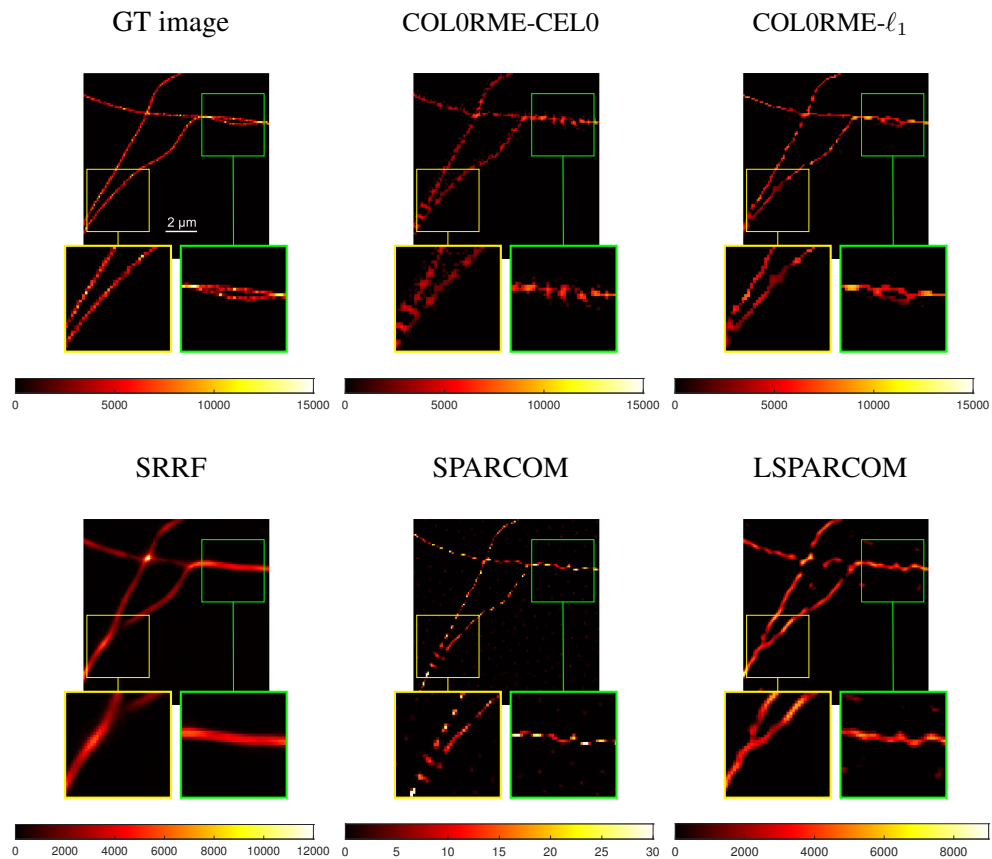 GT image COL0RME-CEL0 COL0RME-ℓ₁
2 μm
0 5000 10000 15000 0 5000 10000 15000 0 5000 10000 15000
SRRF SPARCOM LSPARCOM
0 2000 4000 6000 8000 10000 12000 0 5 10 15 20 25 30 0 2000 4000 6000 8000